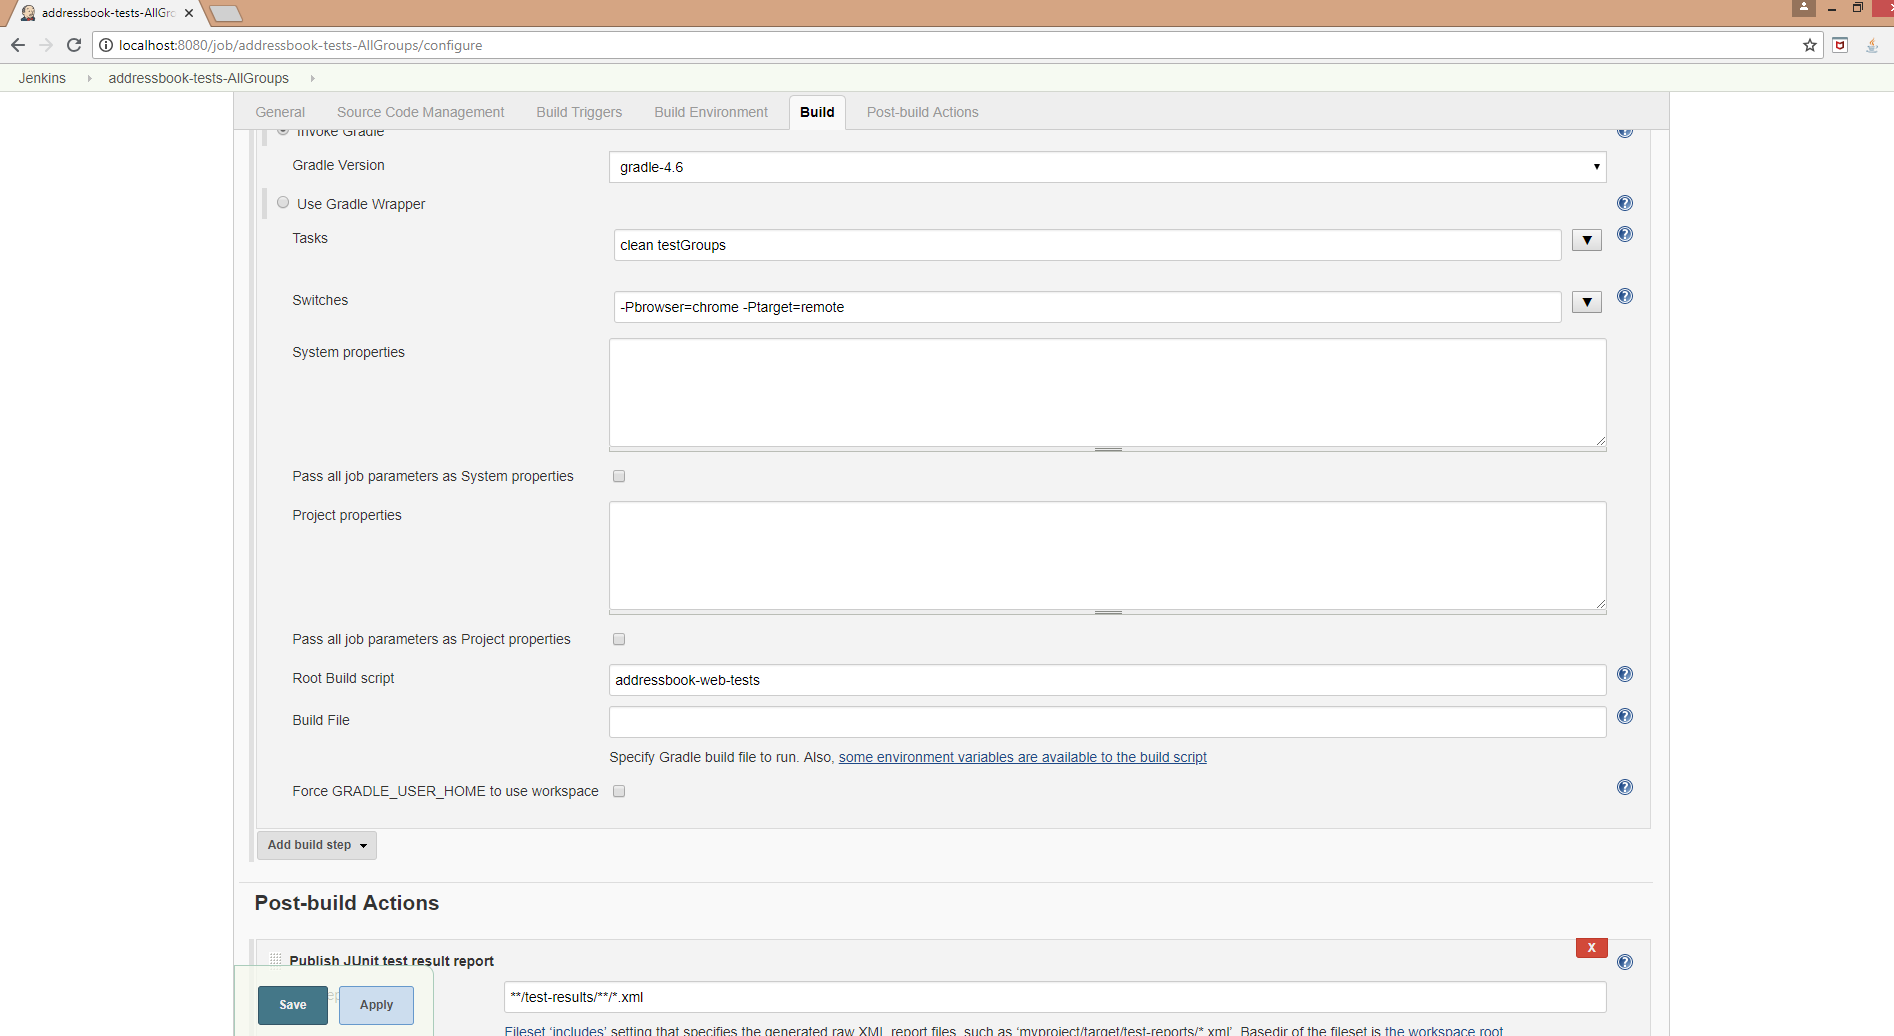 addressbook-tests-AllGro
localhost:8080/job/addressbook-tests-AllGroups/configure
Jenkins addressbook-tests-AllGroups
General Source Code Management Build Triggers Build Environment Build Post-build Actions
Invoke Gradle
Gradle Version gradle-4.6
Use Gradle Wrapper
Tasks clean testGroups
Switches -Pbrowser=chrome -Ptarget=remote
System properties
Pass all job parameters as System properties
Project properties
Pass all job parameters as Project properties
Root Build script addressbook-web-tests
Build File
Specify Gradle build file to run. Also, some environment variables are available to the build script
Force GRADLE_USER_HOME to use workspace
Add build step
Post-build Actions
X
Publish JUnit test result report
Save Apply **/test-results/**/*.xml
Fileset 'includes' setting that specifies the generated raw XML report files, such as 'myproject/target/test-reports/*.xml'. Basedir of the fileset is the workspace root